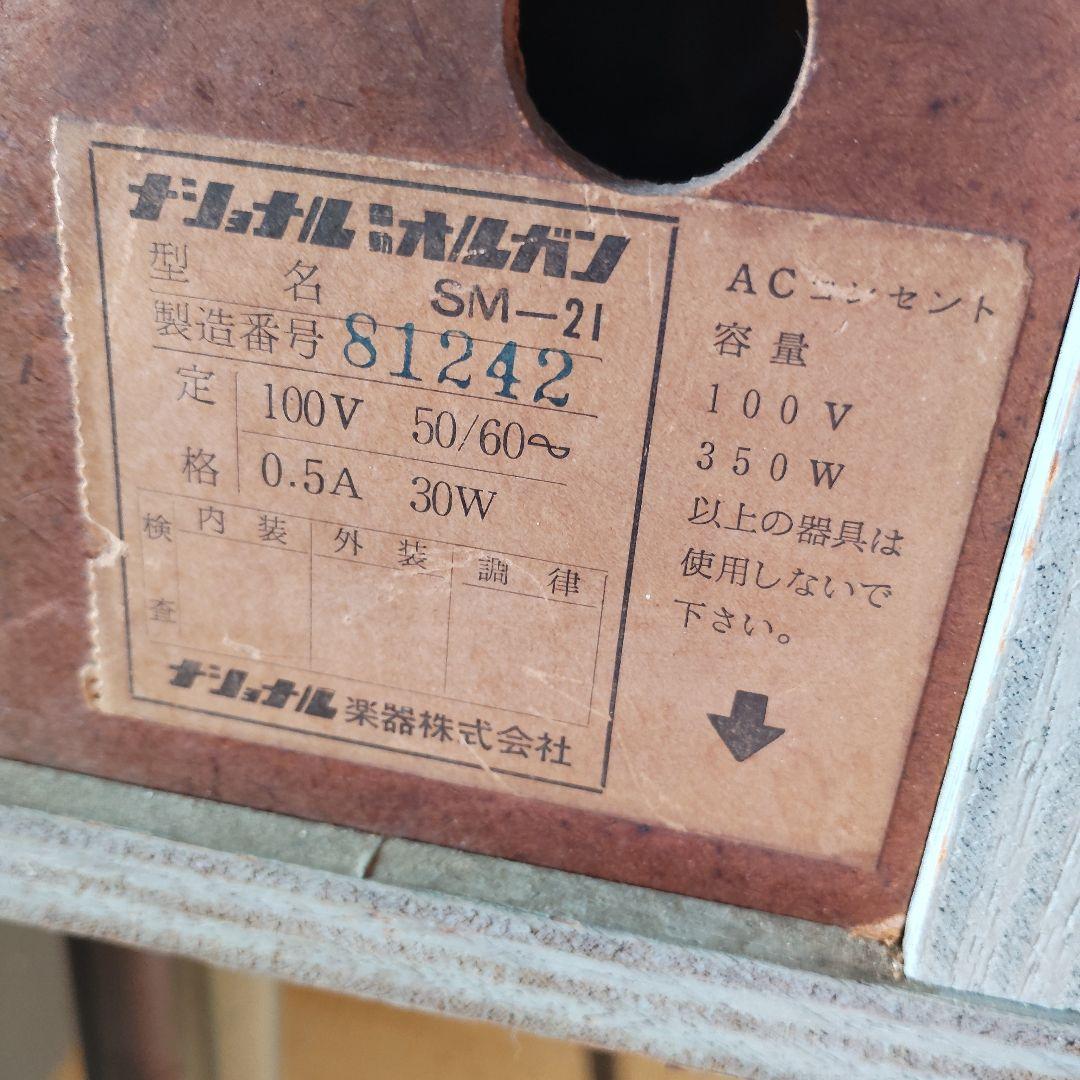 ナショナル電動オルガン
型名 SM-21
製造番号 81242
定格 100V 50/60~
0.5A 30W
検査 内装 外装 調律
ナショナル楽器株式会社
ACコンセント
容量
100V
350W
以上の器具は
使用しないで
下さい。